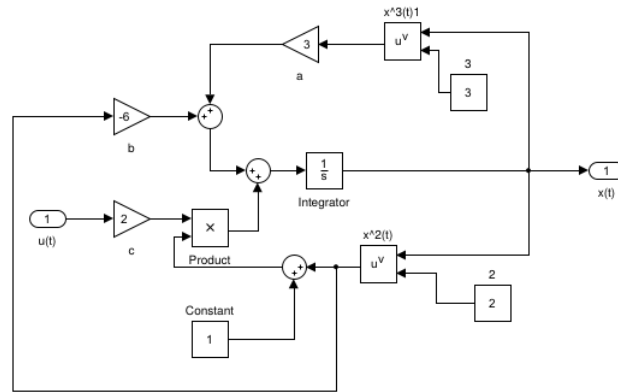 x^3(t)1
3
a
u^v
3
3
-6
b
++
++
1
s
Integrator
1
x(t)
1
u(t)
2
c
×
Product
x^2(t)
u^v
++
2
2
Constant
1